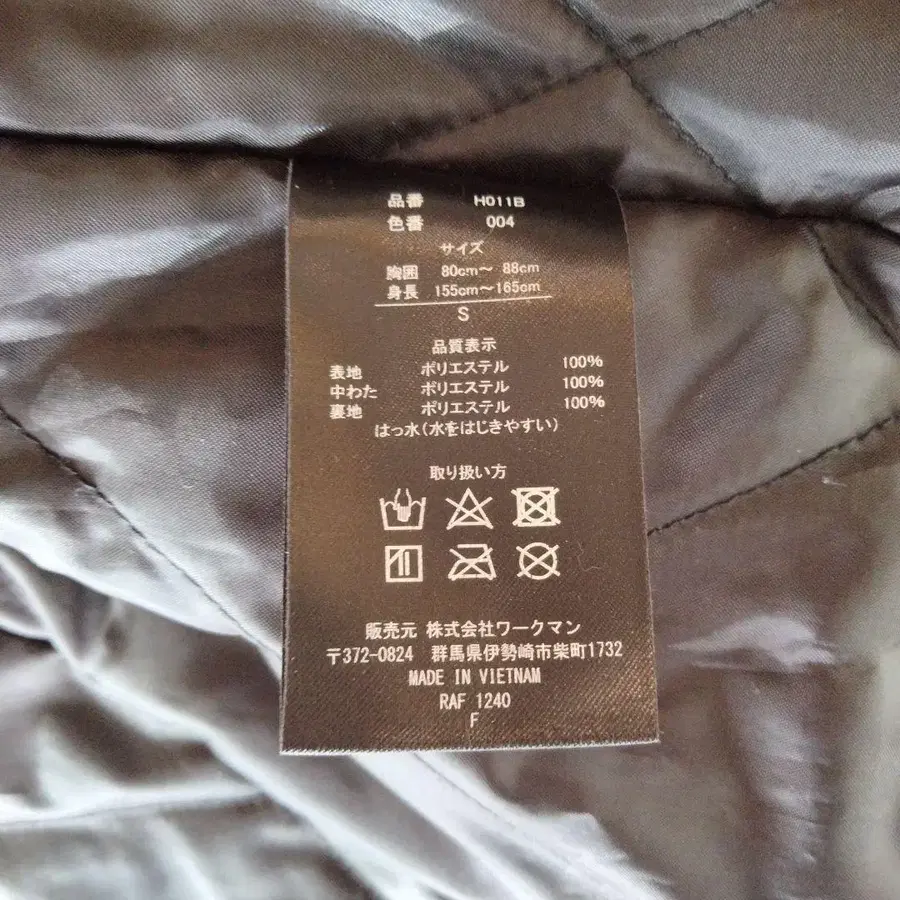 品番 H011B
色番 004
サイズ
胸囲 80cm～ 88cm
身長 155cm～165cm
S
品質表示
表地 ポリエステル 100%
中わた ポリエステル 100%
裏地 ポリエステル 100%
はっ水(水をはじきやすい)
取り扱い方
販売元 株式会社ワークマン
〒372-0824 群馬県伊勢崎市柴町1732
MADE IN VIETNAM
RAF 1240
F